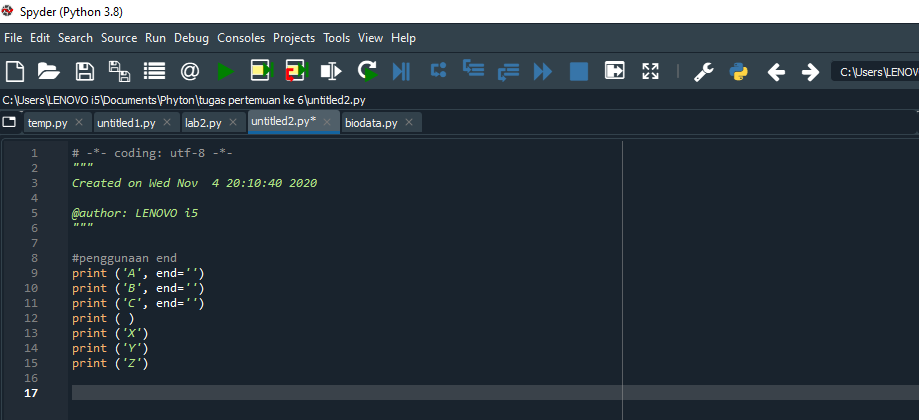 Spyder (Python 3.8)
File Edit Search Source Run Debug Consoles Projects Tools View Help
C:\Users\LENOV
C:\Users\LENOVO i5\Documents\Phyton\tugas pertemuan ke 6\untitled2.py
temp.py untitled1.py lab2.py untitled2.py* biodata.py
1 # -*- coding: utf-8 -*-
2 """
3 Created on Wed Nov  4 20:10:40 2020
4
5 @author: LENOVO i5
6 """
7
8 #penggunaan end
9 print ('A', end='')
10 print ('B', end='')
11 print ('C', end='')
12 print ( )
13 print ('X')
14 print ('Y')
15 print ('Z')
16
17